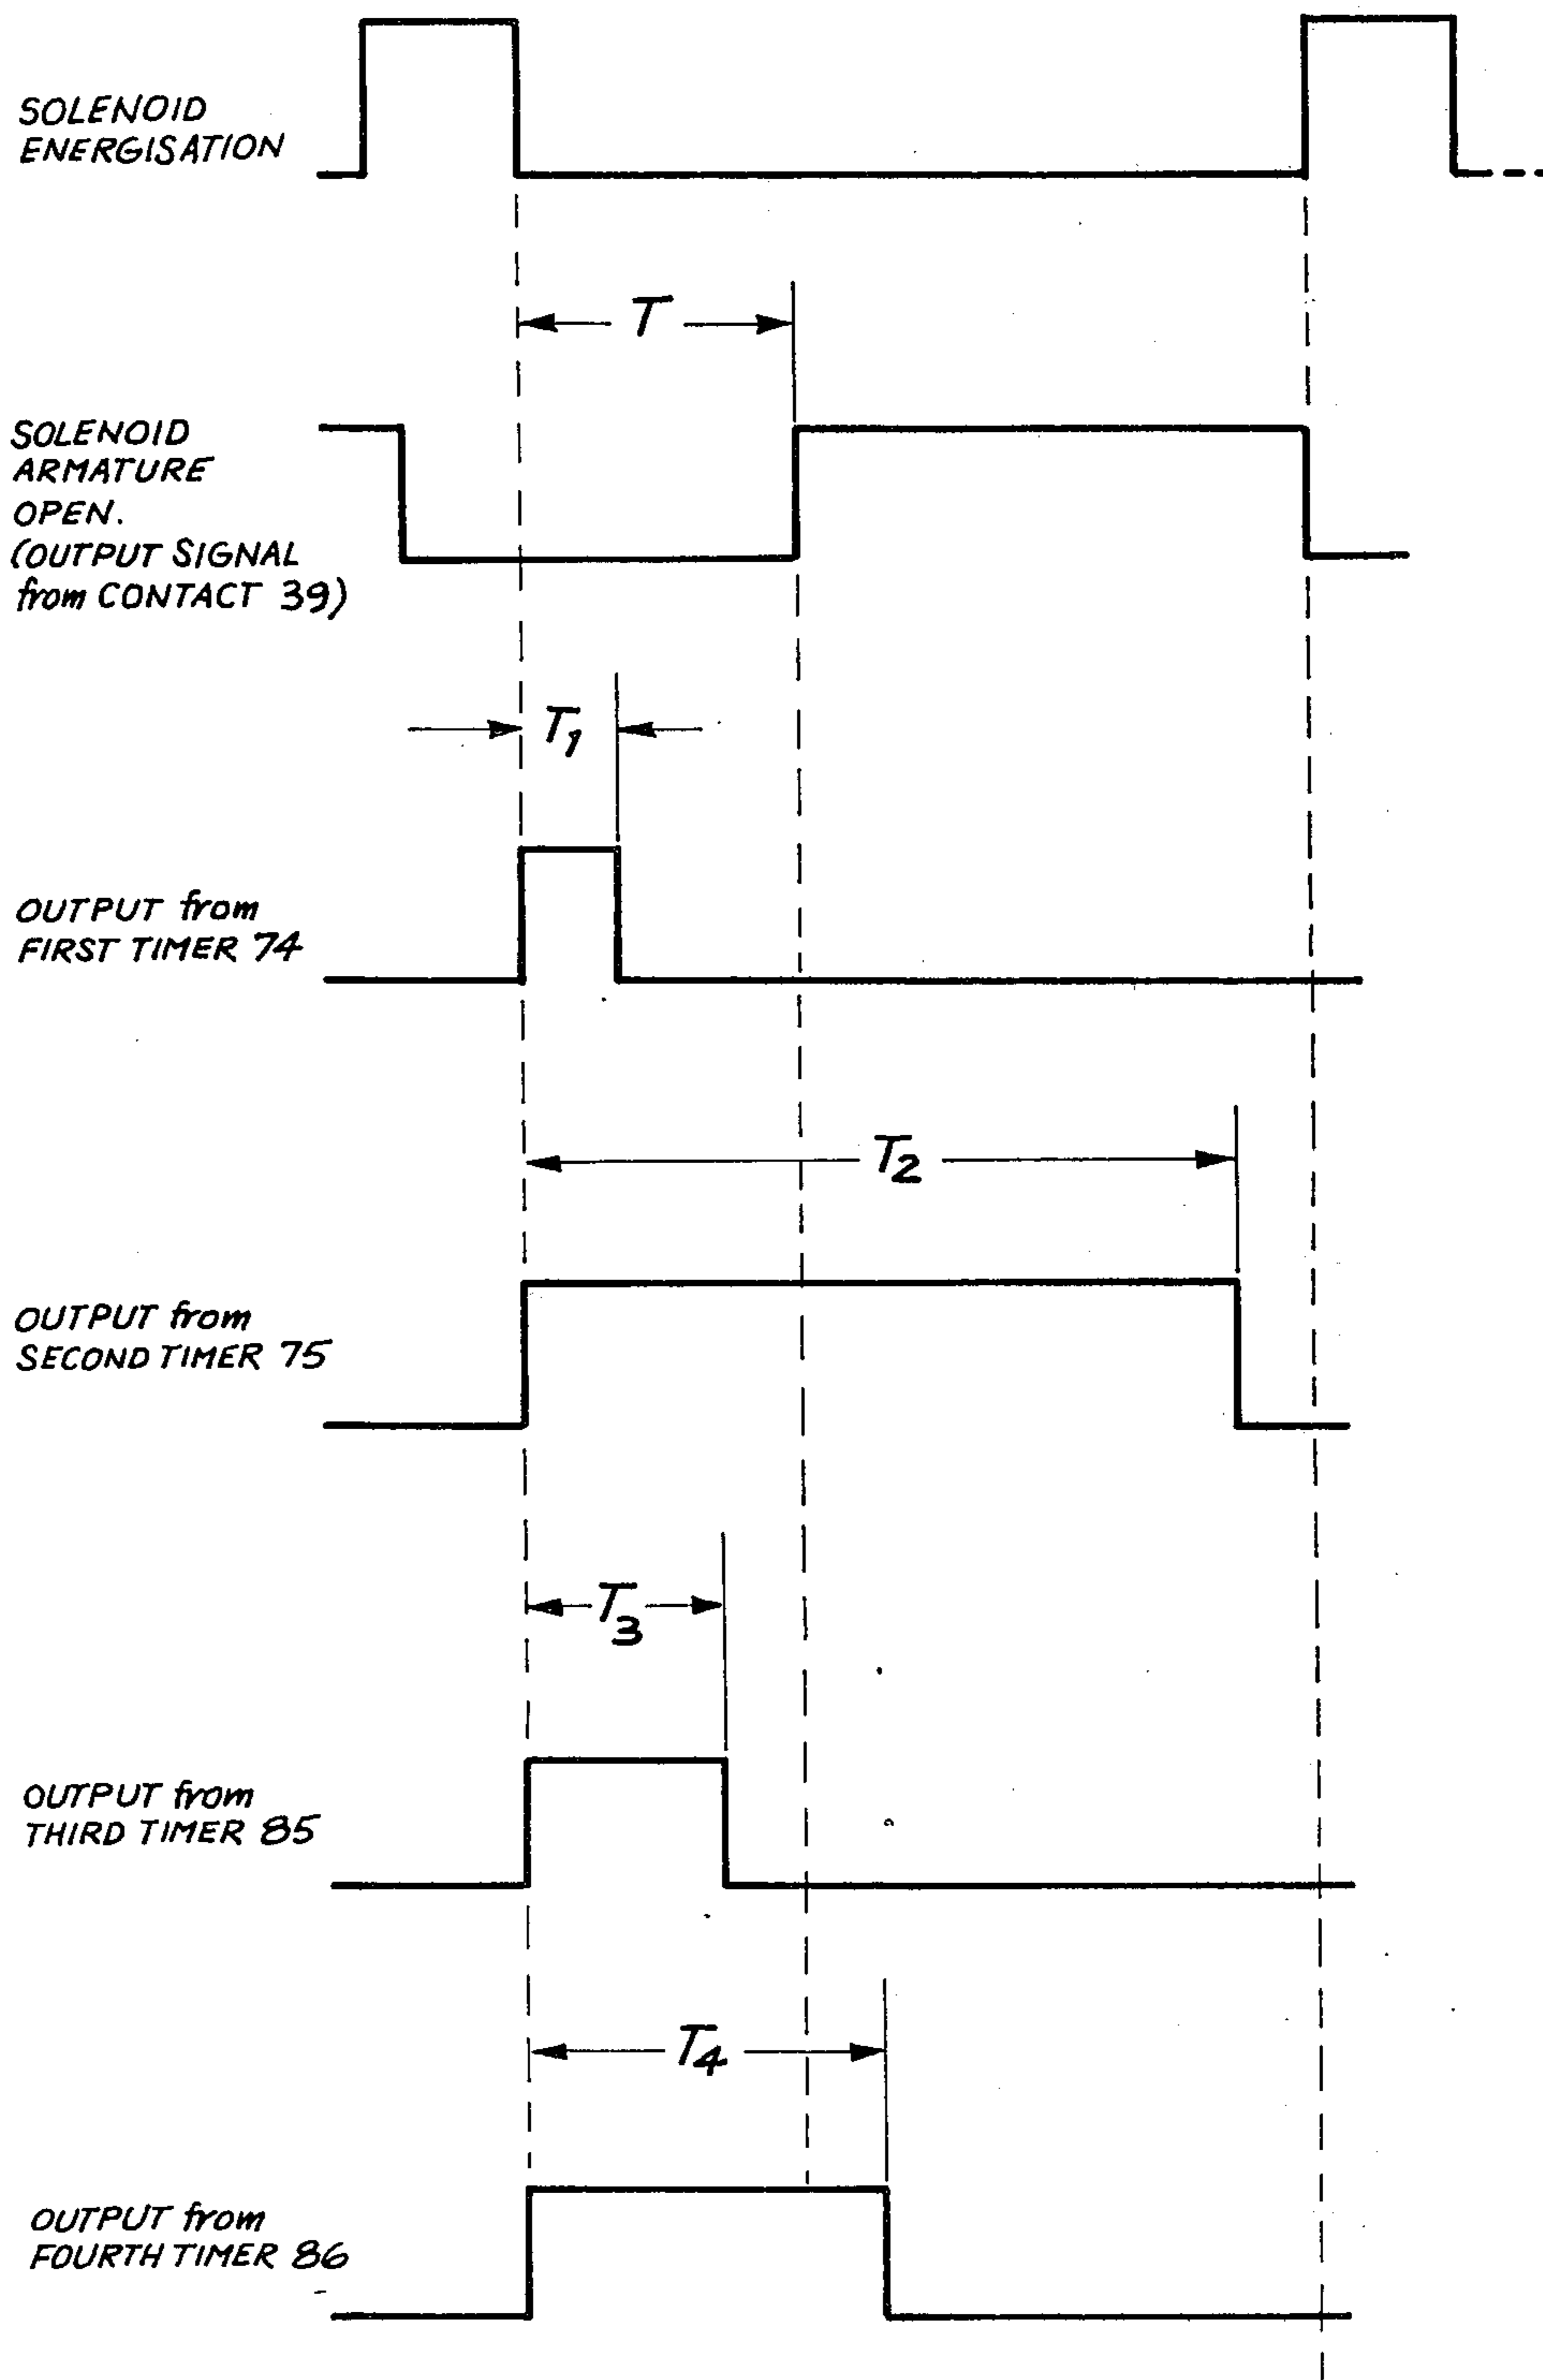 SOLENOID
ENERGISATION
T
SOLENOID
ARMATURE
OPEN.
(OUTPUT SIGNAL
from CONTACT 39)
T1
OUTPUT from
FIRST TIMER 74
T2
OUTPUT from
SECOND TIMER 75
T3
OUTPUT from
THIRD TIMER 85
T4
OUTPUT from
FOURTH TIMER 86